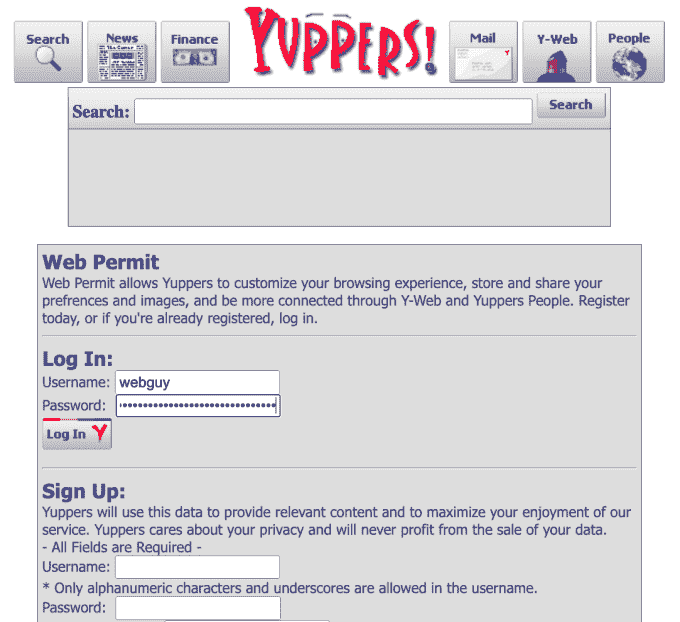 Search
News
Finance
YUPPERS!
Mail
Y-Web
People
Search:
Search
Web Permit
Web Permit allows Yuppers to customize your browsing experience, store and share your
prefrences and images, and be more connected through Y-Web and Yuppers People. Register
today, or if you're already registered, log in.
Log In:
Username: webguy
Password: ••••••••••••••••••••••••••••••
Log In Y
Sign Up:
Yuppers will use this data to provide relevant content and to maximize your enjoyment of our
service. Yuppers cares about your privacy and will never profit from the sale of your data.
- All Fields are Required -
Username:
* Only alphanumeric characters and underscores are allowed in the username.
Password: